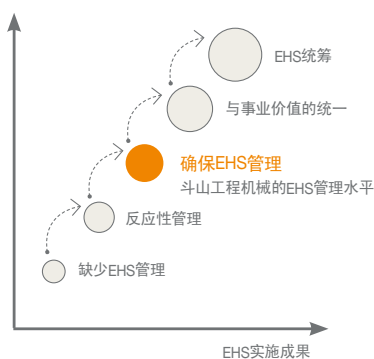 EHS统筹
与事业价值的统一
确保EHS管理
斗山工程机械的EHS管理水平
反应性管理
缺少EHS管理
EHS实施成果